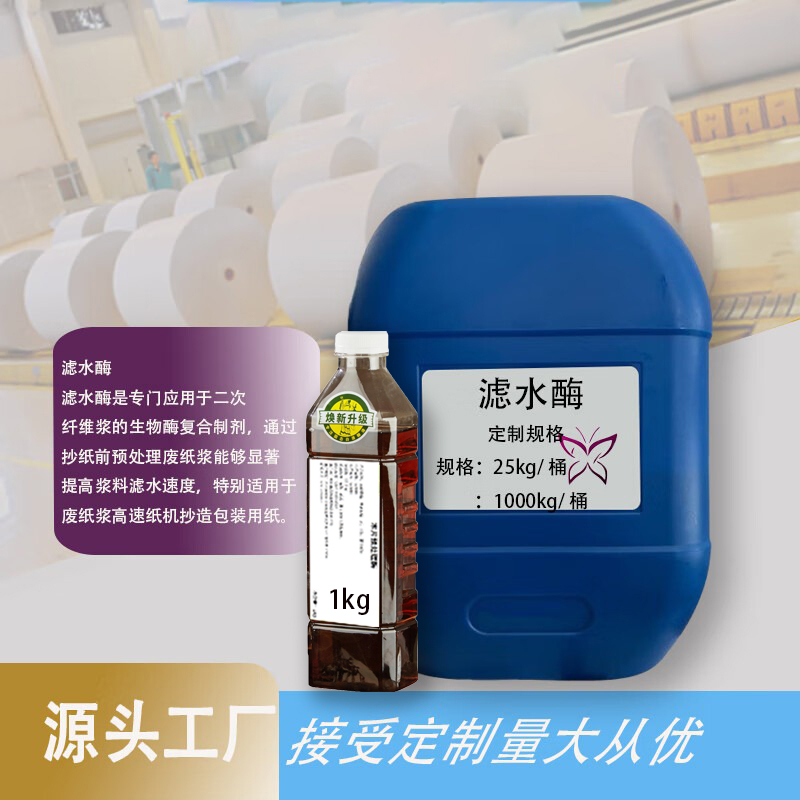 滤水酶
滤水酶是专门应用于二次
纤维浆的生物酶复合制剂，通过
抄纸前预处理废纸浆能够显著
提高浆料滤水速度，特别适用于
废纸浆高速纸机抄造包装用纸。
焕新升级
1kg
滤水酶
定制规格
规格：25kg/桶
：1000kg/桶
源头工厂
接受定制量大从优